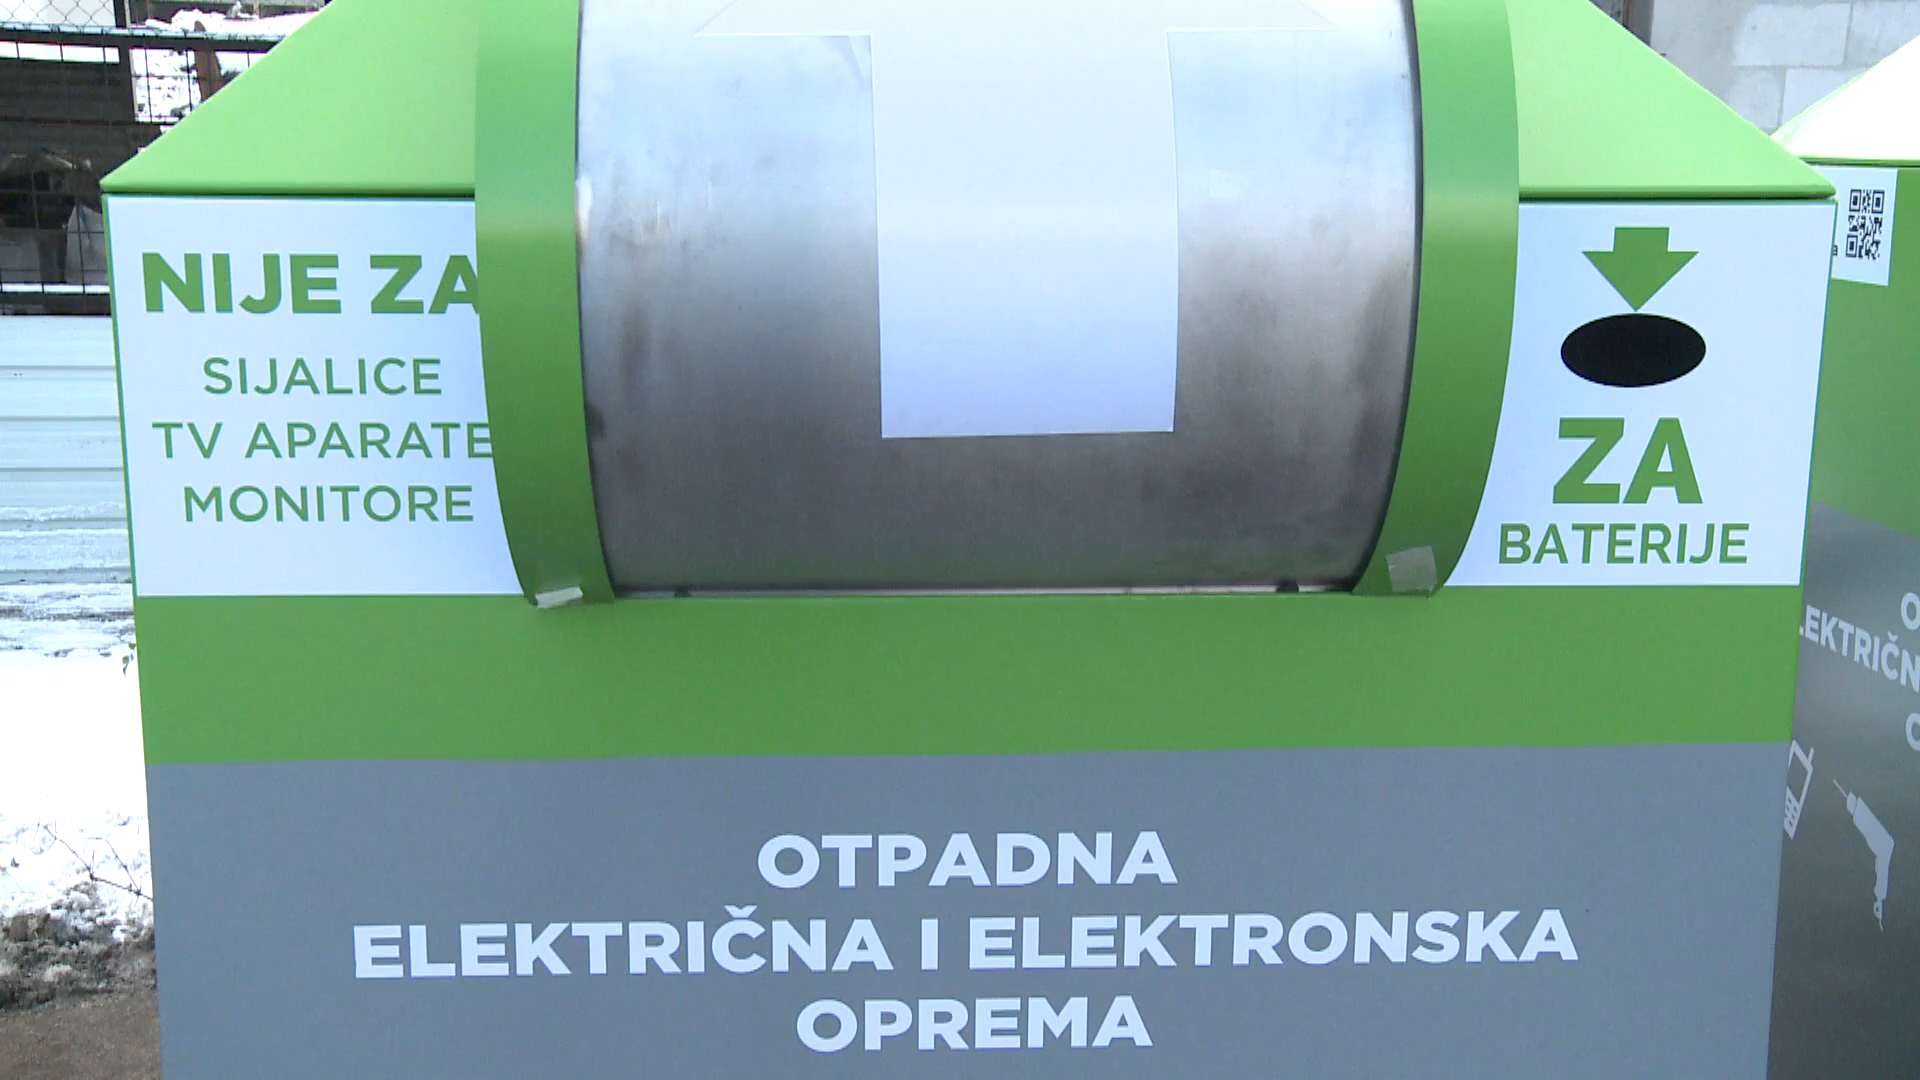 NIJE ZA
SIJALICE
TV APARATE
MONITORE
ZA
BATERIJE
OTPADNA
ELEKTRIČNA I ELEKTRONSKA
OPREMA